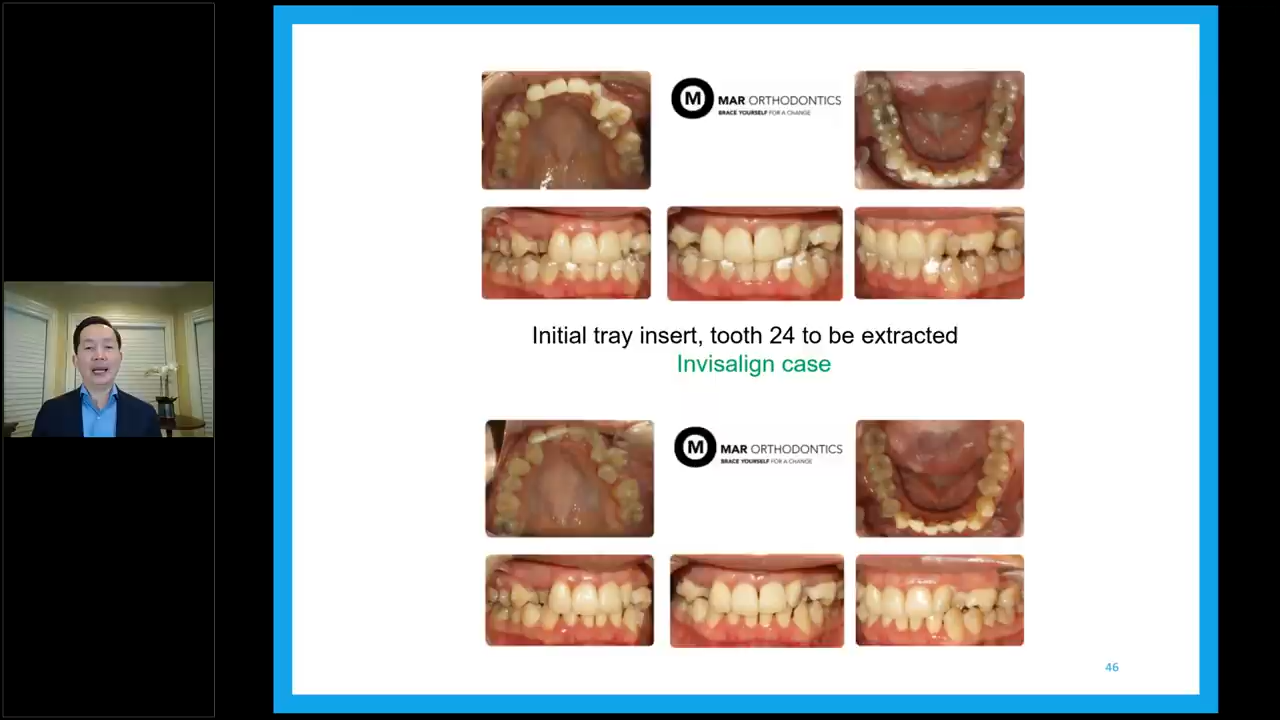 M MAR ORTHODONTICS
BRACE YOURSELF FOR A CHANGE
Initial tray insert, tooth 24 to be extracted
Invisalign case
M MAR ORTHODONTICS
BRACE YOURSELF FOR A CHANGE
46